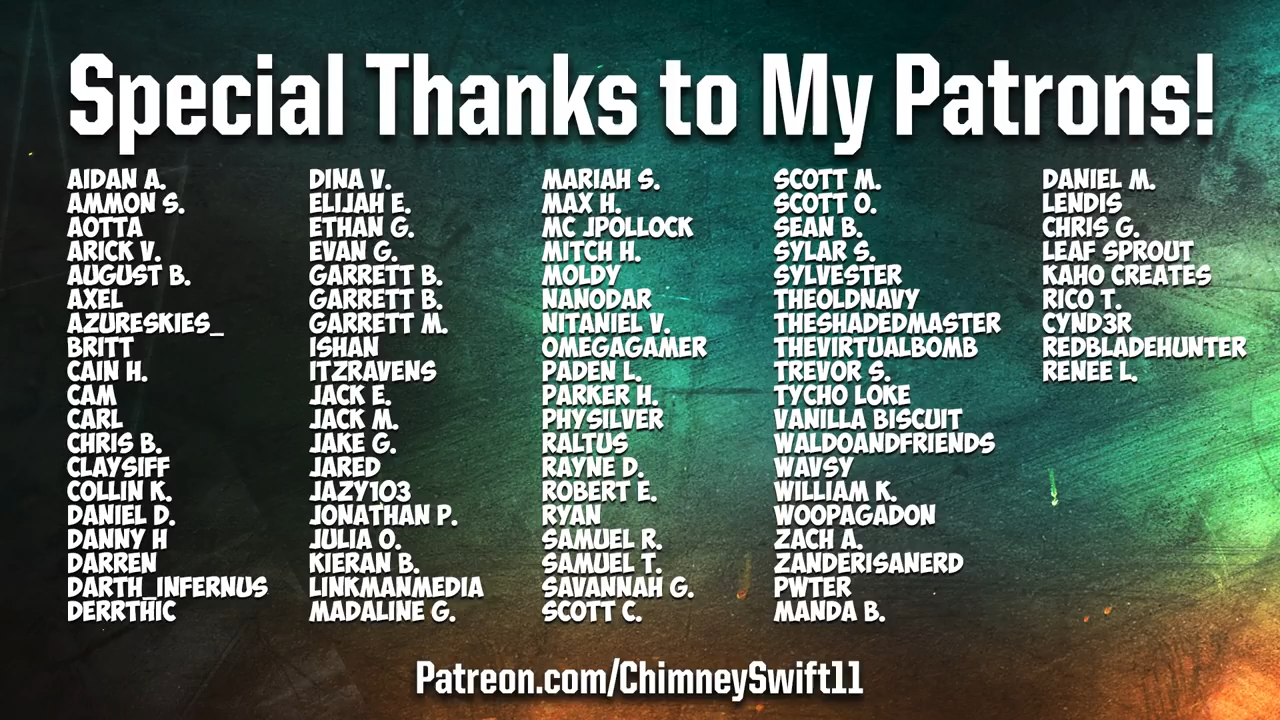 Special Thanks to My Patrons!
AIDAN A.
AMMON S.
AOTTA
ARICK V.
AUGUST B.
AXEL
AZURESKIES_
BRITT
CAIN H.
CAM
CARL
CHRIS B.
CLAYSIFF
COLLIN K.
DANIEL D.
DANNY H
DARREN
DARTH_INFERNUS
DERRTHIC
DINA V.
ELIJAH E.
ETHAN G.
EVAN G.
GARRETT B.
GARRETT B.
GARRETT M.
ISHAN
ITZRAVENS
JACK E.
JACK M.
JAKE G.
JARED
JAZY103
JONATHAN P.
JULIA O.
KIERAN B.
LINKMANMEDIA
MADALINE G.
MARIAH S.
MAX H.
MC JPOLLOCK
MITCH H.
MOLDY
NANODAR
NITANIEL V.
OMEGAGAMER
PADEN L.
PARKER H.
PHYSILVER
RALTUS
RAYNE D.
ROBERT E.
RYAN
SAMUEL R.
SAMUEL T.
SAVANNAH G.
SCOTT C.
SCOTT M.
SCOTT O.
SEAN B.
SYLAR S.
SYLVESTER
THEOLDNAVY
THESHADEDMASTER
THEVIRTUALBOMB
TREVOR S.
TYCHO LOKE
VANILLA BISCUIT
WALDOANDFRIENDS
WAVSY
WILLIAM K.
WOOPAGADON
ZACH A.
ZANDERISANERD
PWTER
MANDA B.
DANIEL M.
LENDIS
CHRIS G.
LEAF SPROUT
KAHO CREATES
RICO T.
CYND3R
REDBLADEHUNTER
RENEE L.
Patreon.com/ChimneySwift11